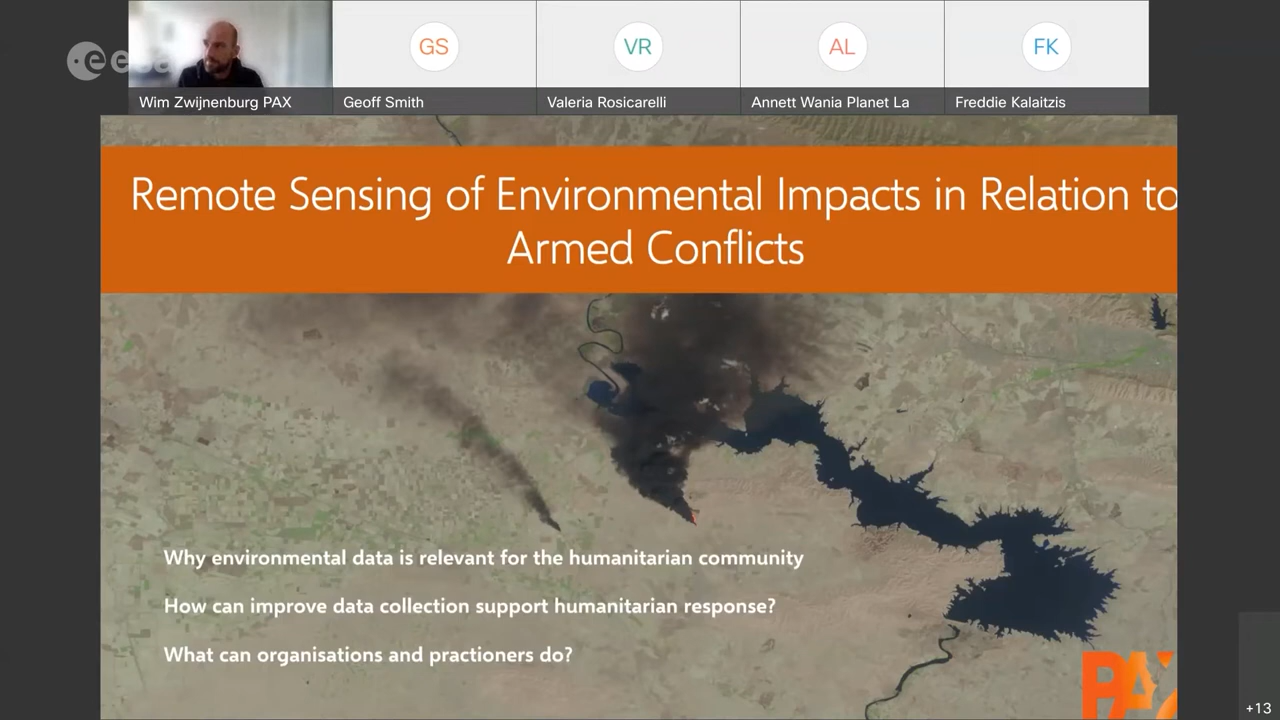 esa
GS
VR
AL
FK
Wim Zwijnenburg PAX
Geoff Smith
Valeria Rosicarelli
Annett Wania Planet La
Freddie Kalaitzis
Remote Sensing of Environmental Impacts in Relation to
Armed Conflicts
Why environmental data is relevant for the humanitarian community
How can improve data collection support humanitarian response?
What can organisations and practioners do?
PAX
+13